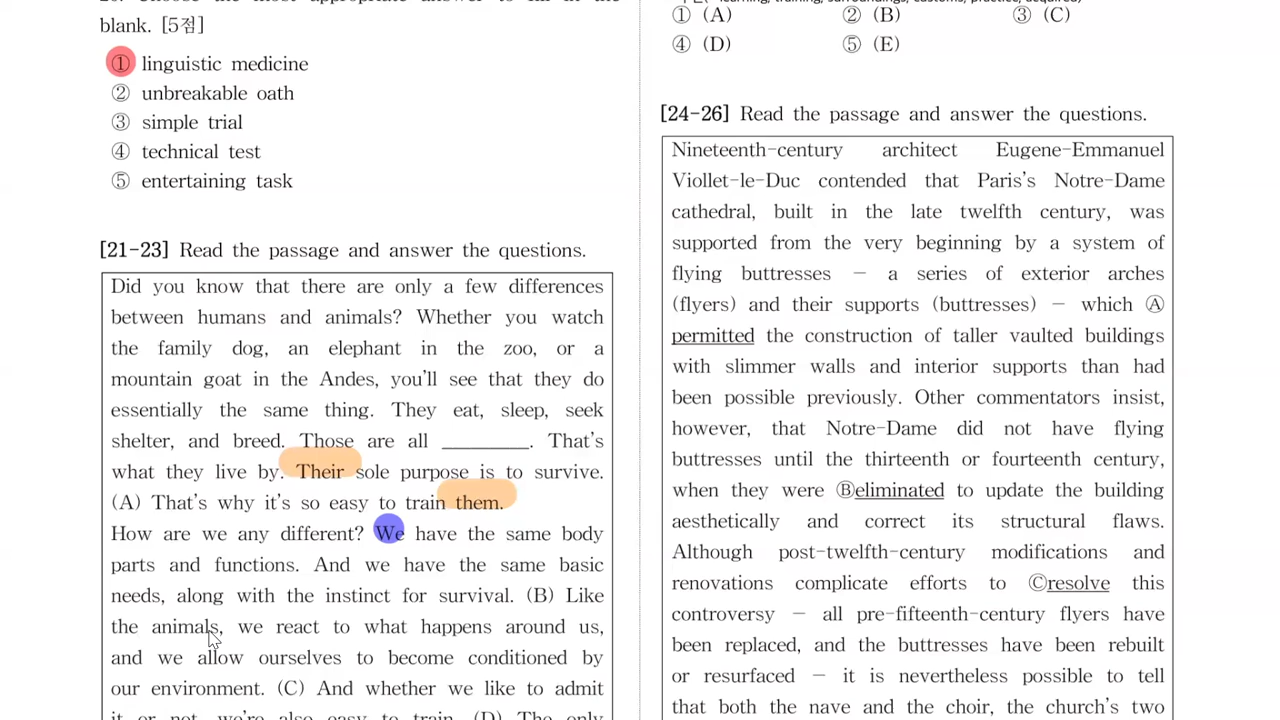 blank. [5점]
① linguistic medicine
② unbreakable oath
③ simple trial
④ technical test
⑤ entertaining task
[21-23] Read the passage and answer the questions.
Did you know that there are only a few differences
between humans and animals? Whether you watch
the family dog, an elephant in the zoo, or a
mountain goat in the Andes, you'll see that they do
essentially the same thing. They eat, sleep, seek
shelter, and breed. Those are all ________. That's
what they live by. Their sole purpose is to survive.
(A) That's why it's so easy to train them.
How are we any different? We have the same body
parts and functions. And we have the same basic
needs, along with the instinct for survival. (B) Like
the animals, we react to what happens around us,
and we allow ourselves to become conditioned by
our environment. (C) And whether we like to admit
it or not, we're also easy to train. (D) The only
① (A) ② (B) ③ (C)
④ (D) ⑤ (E)
[24-26] Read the passage and answer the questions.
Nineteenth-century architect Eugene-Emmanuel
Viollet-le-Duc contended that Paris's Notre-Dame
cathedral, built in the late twelfth century, was
supported from the very beginning by a system of
flying buttresses - a series of exterior arches
(flyers) and their supports (buttresses) - which Ⓐ
permitted the construction of taller vaulted buildings
with slimmer walls and interior supports than had
been possible previously. Other commentators insist,
however, that Notre-Dame did not have flying
buttresses until the thirteenth or fourteenth century,
when they were Ⓑeliminated to update the building
aesthetically and correct its structural flaws.
Although post-twelfth-century modifications and
renovations complicate efforts to Ⓒresolve this
controversy - all pre-fifteenth-century flyers have
been replaced, and the buttresses have been rebuilt
or resurfaced - it is nevertheless possible to tell
that both the nave and the choir, the church's two